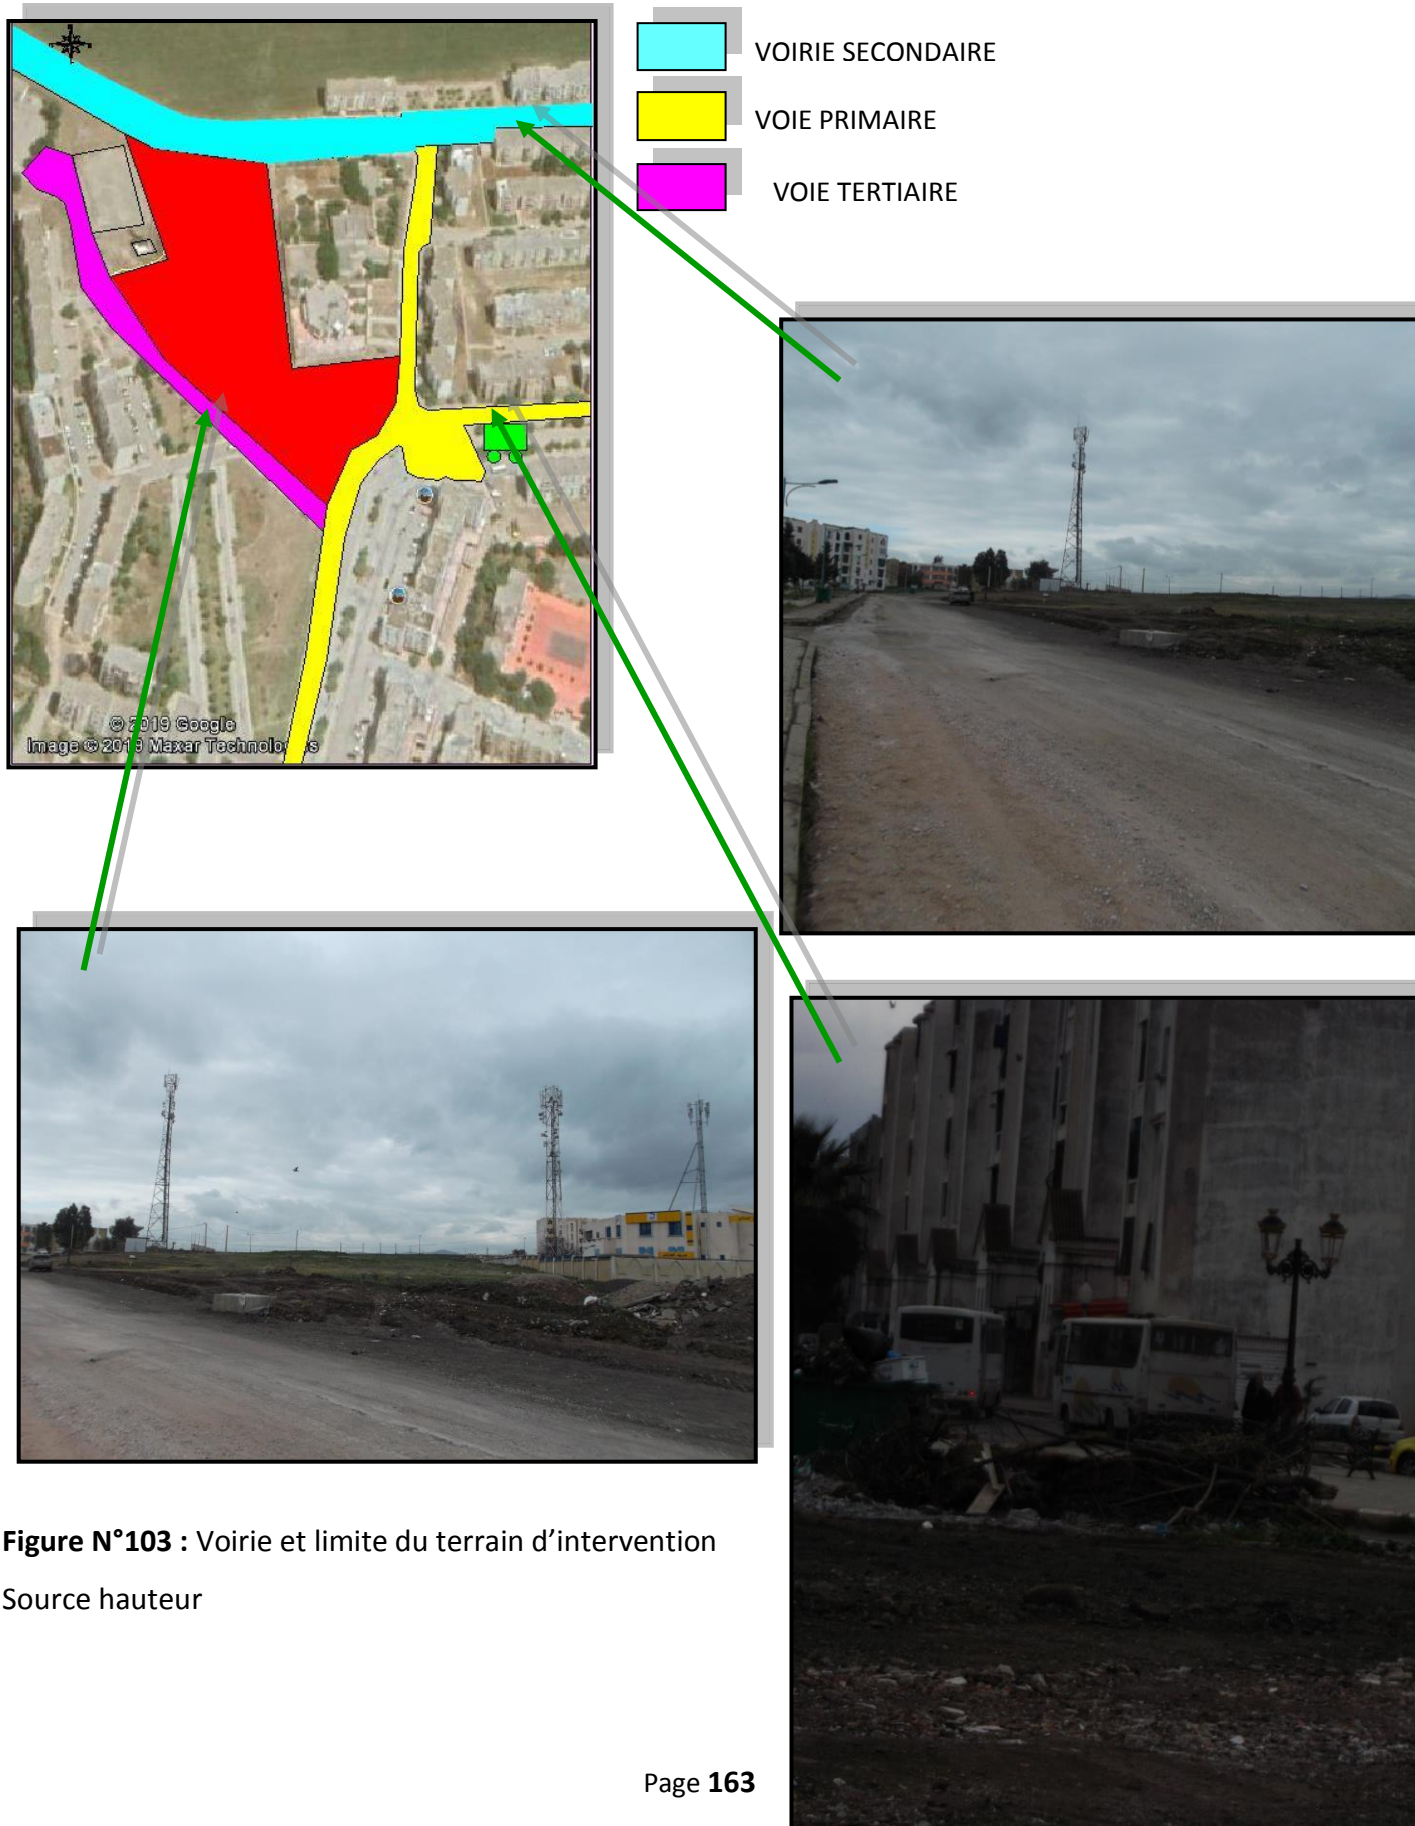 VOIRIE SECONDAIRE
VOIE PRIMAIRE
VOIE TERTIAIRE
© 2019 Google
Image © 2019 Maxar Technologies
Figure N°103 : Voirie et limite du terrain d’intervention
Source hauteur
Page 163